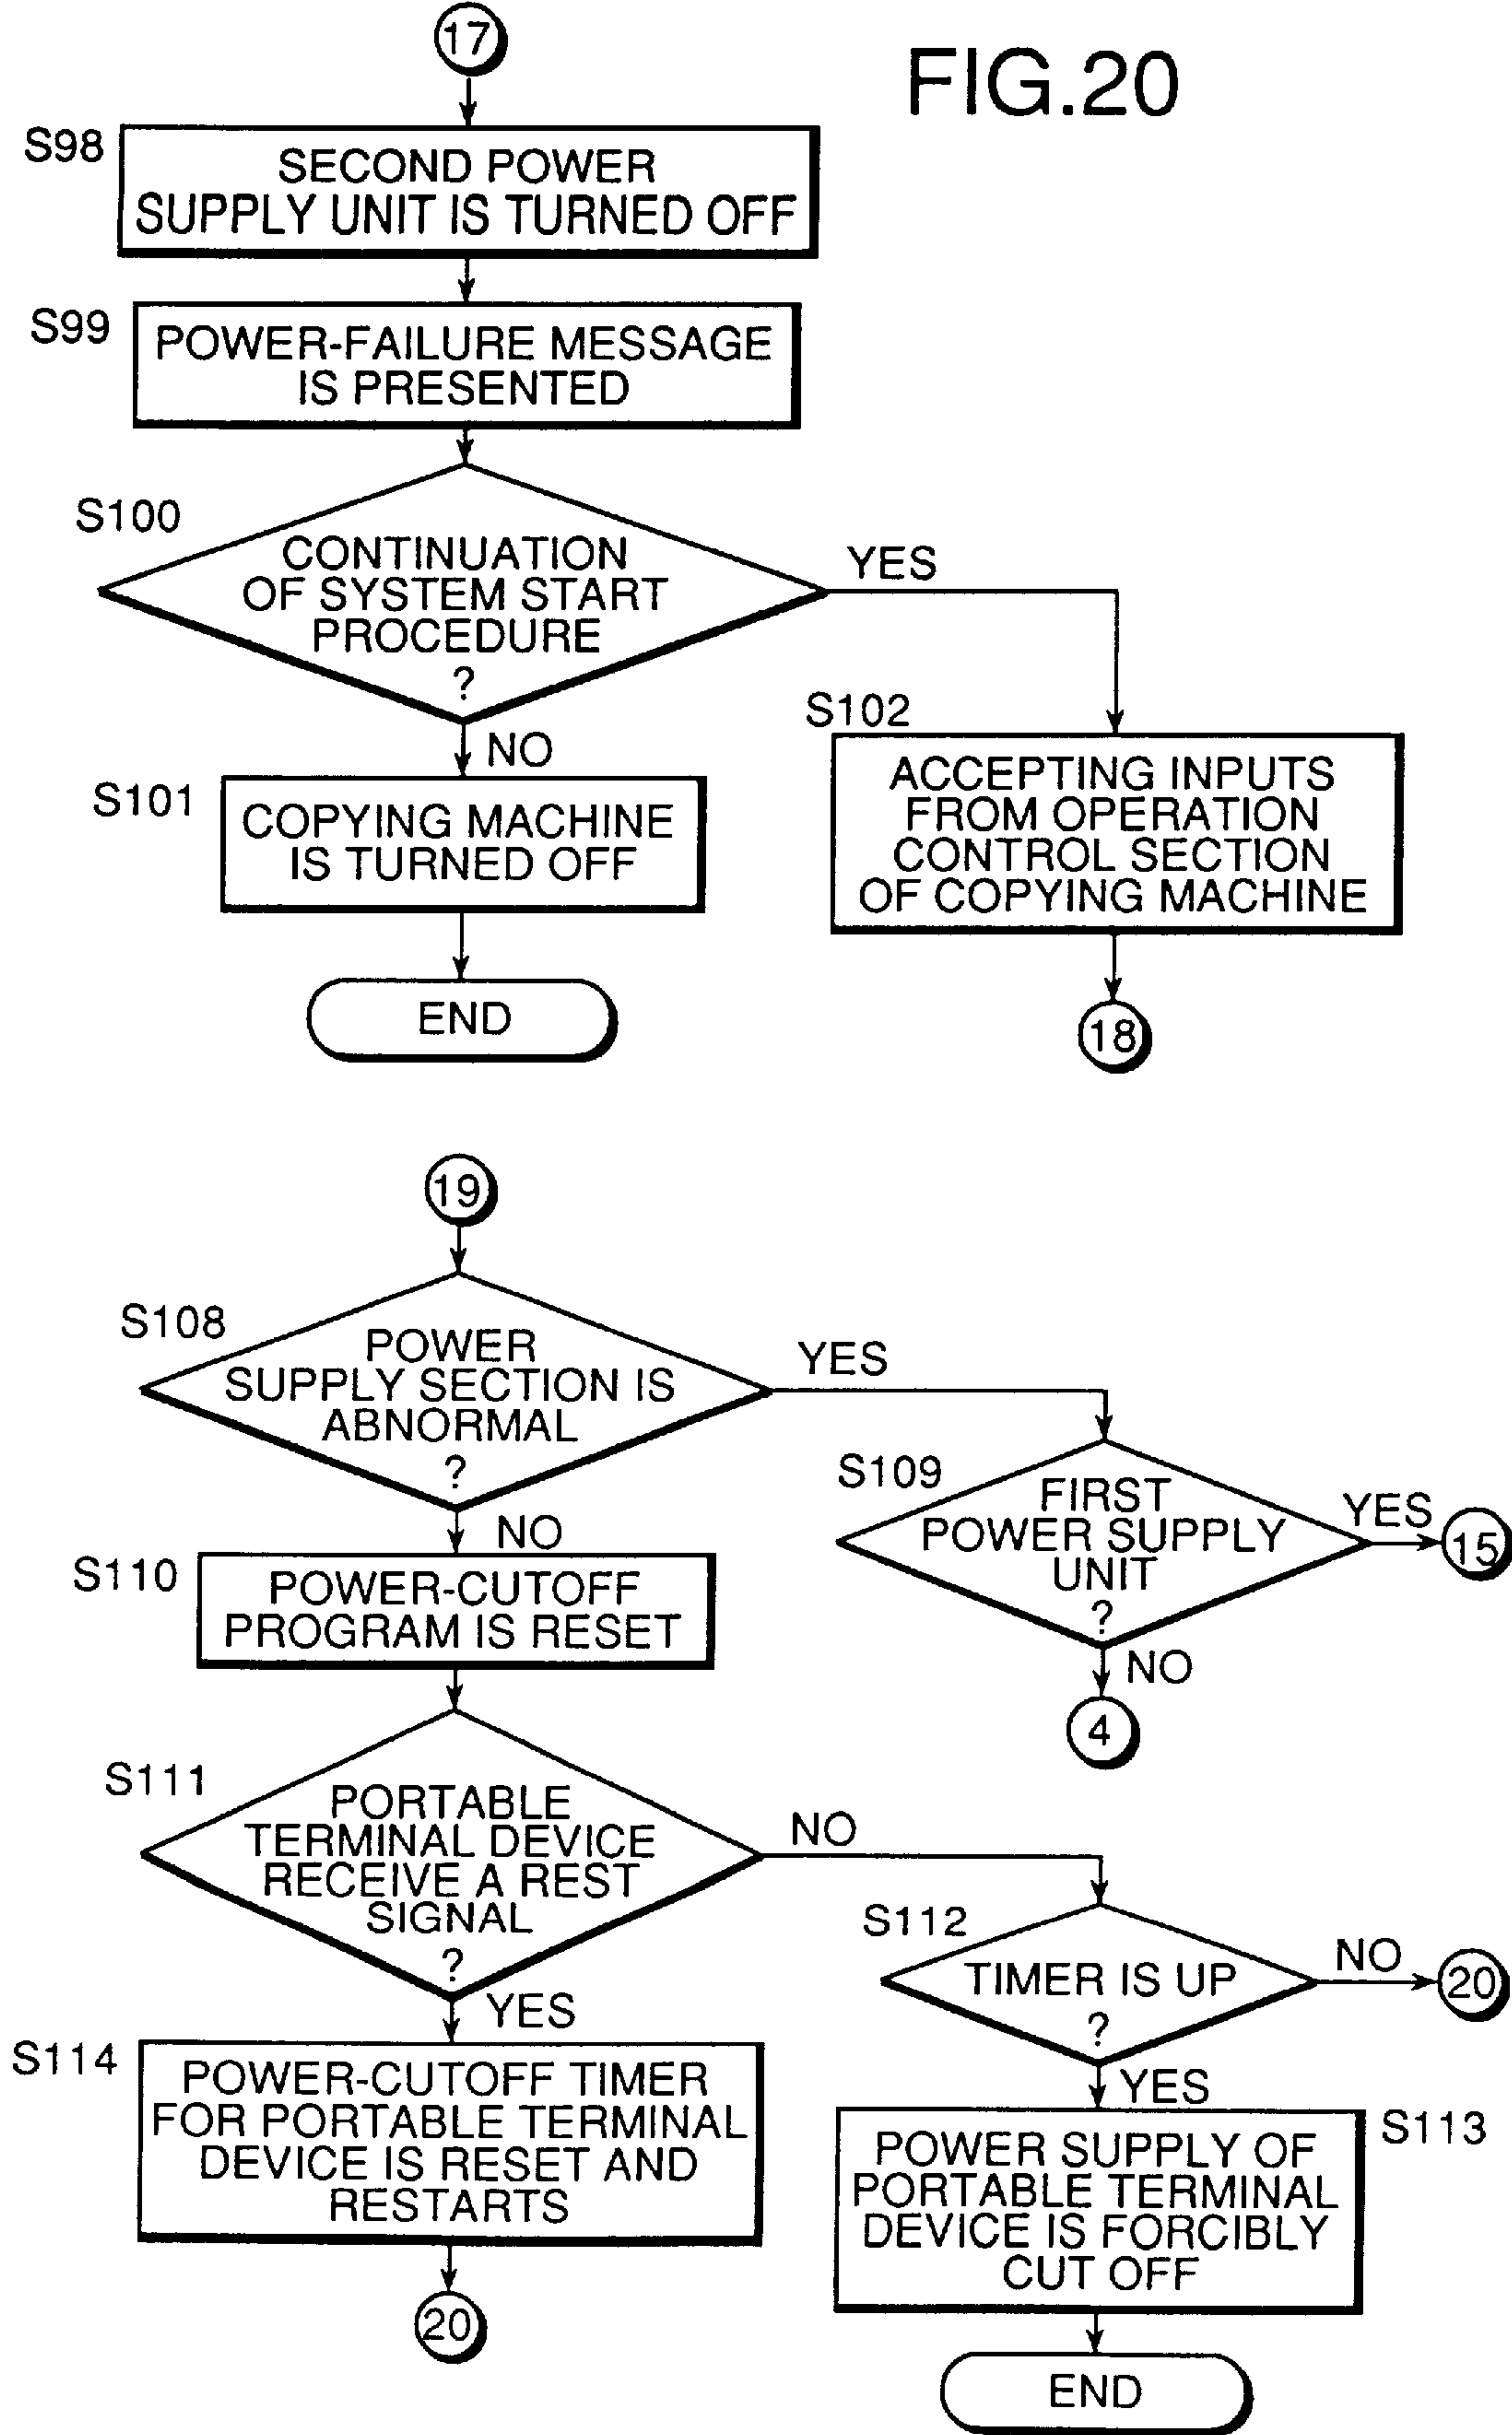 17
FIG.20
S98
SECOND POWER
SUPPLY UNIT IS TURNED OFF
S99
POWER-FAILURE MESSAGE
IS PRESENTED
S100
CONTINUATION
OF SYSTEM START
PROCEDURE
?
YES
NO
S101
COPYING MACHINE
IS TURNED OFF
END
S102
ACCEPTING INPUTS
FROM OPERATION
CONTROL SECTION
OF COPYING MACHINE
18
19
S108
POWER
SUPPLY SECTION IS
ABNORMAL
?
YES
NO
S109
FIRST
POWER SUPPLY
UNIT
?
YES
15
NO
4
S110
POWER-CUTOFF
PROGRAM IS RESET
S111
PORTABLE
TERMINAL DEVICE
RECEIVE A REST
SIGNAL
?
NO
YES
S112
TIMER IS UP
?
NO
20
YES
S114
POWER-CUTOFF TIMER
FOR PORTABLE TERMINAL
DEVICE IS RESET AND
RESTARTS
20
S113
POWER SUPPLY OF
PORTABLE TERMINAL
DEVICE IS FORCIBLY
CUT OFF
END